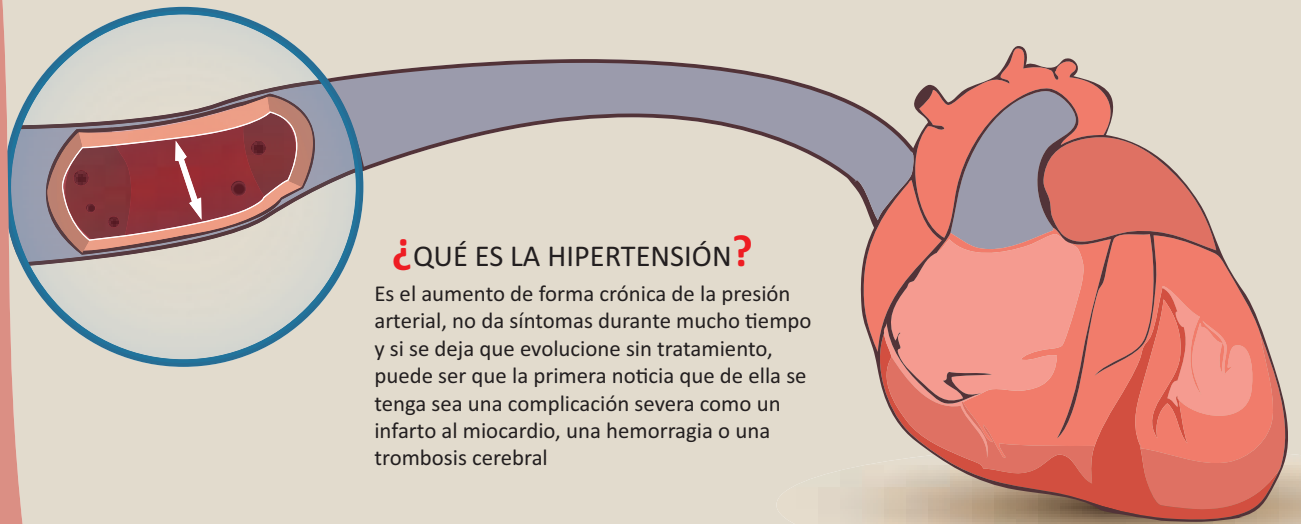 ¿QUÉ ES LA HIPERTENSIÓN?
Es el aumento de forma crónica de la presión
arterial, no da síntomas durante mucho tiempo
y si se deja que evolucione sin tratamiento,
puede ser que la primera noticia que de ella se
tenga sea una complicación severa como un
infarto al miocardio, una hemorragia o una
trombosis cerebral